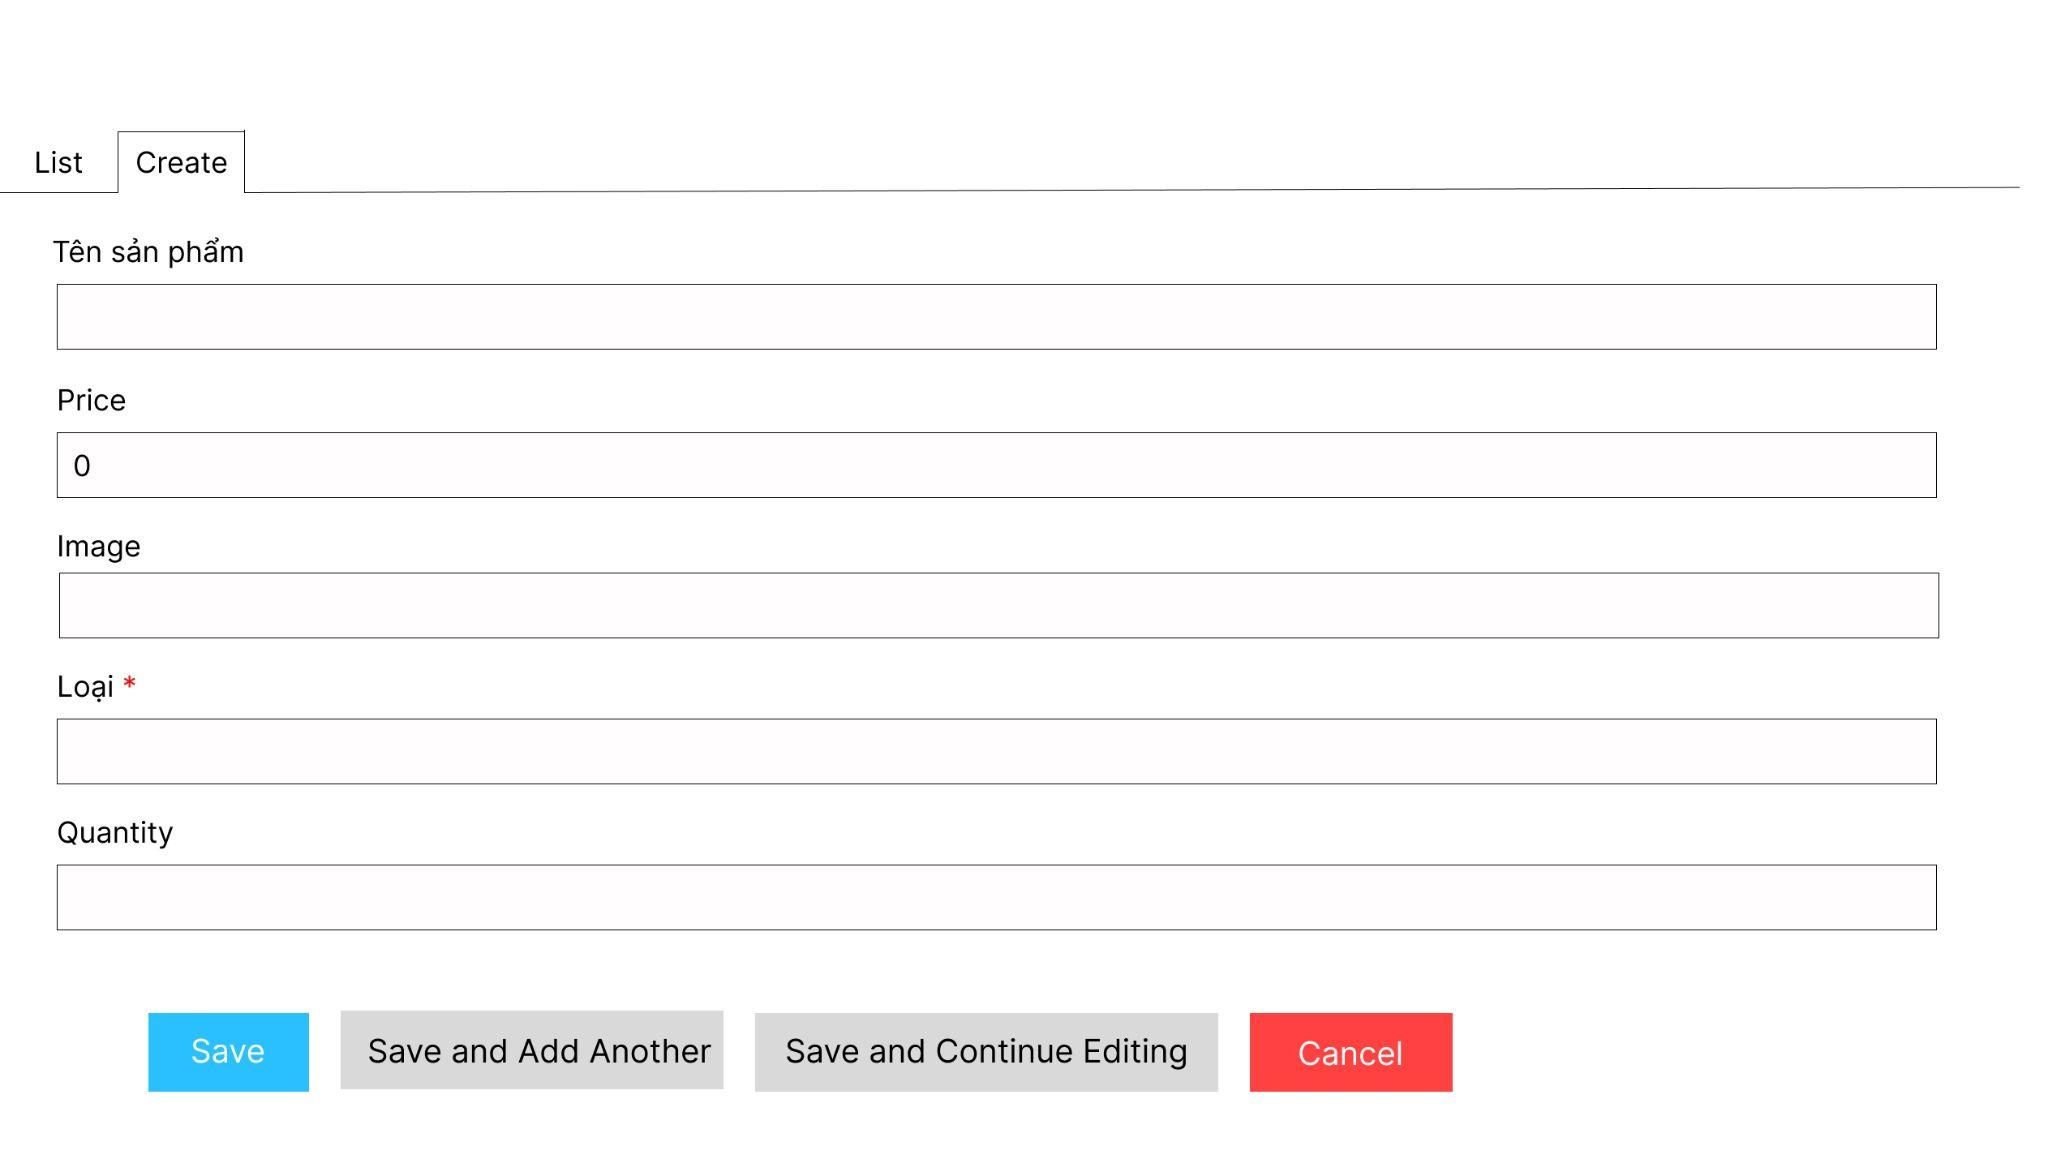 List Create
Tên sản phẩm
Price
0
Image
Loại *
Quantity
Save Save and Add Another Save and Continue Editing Cancel